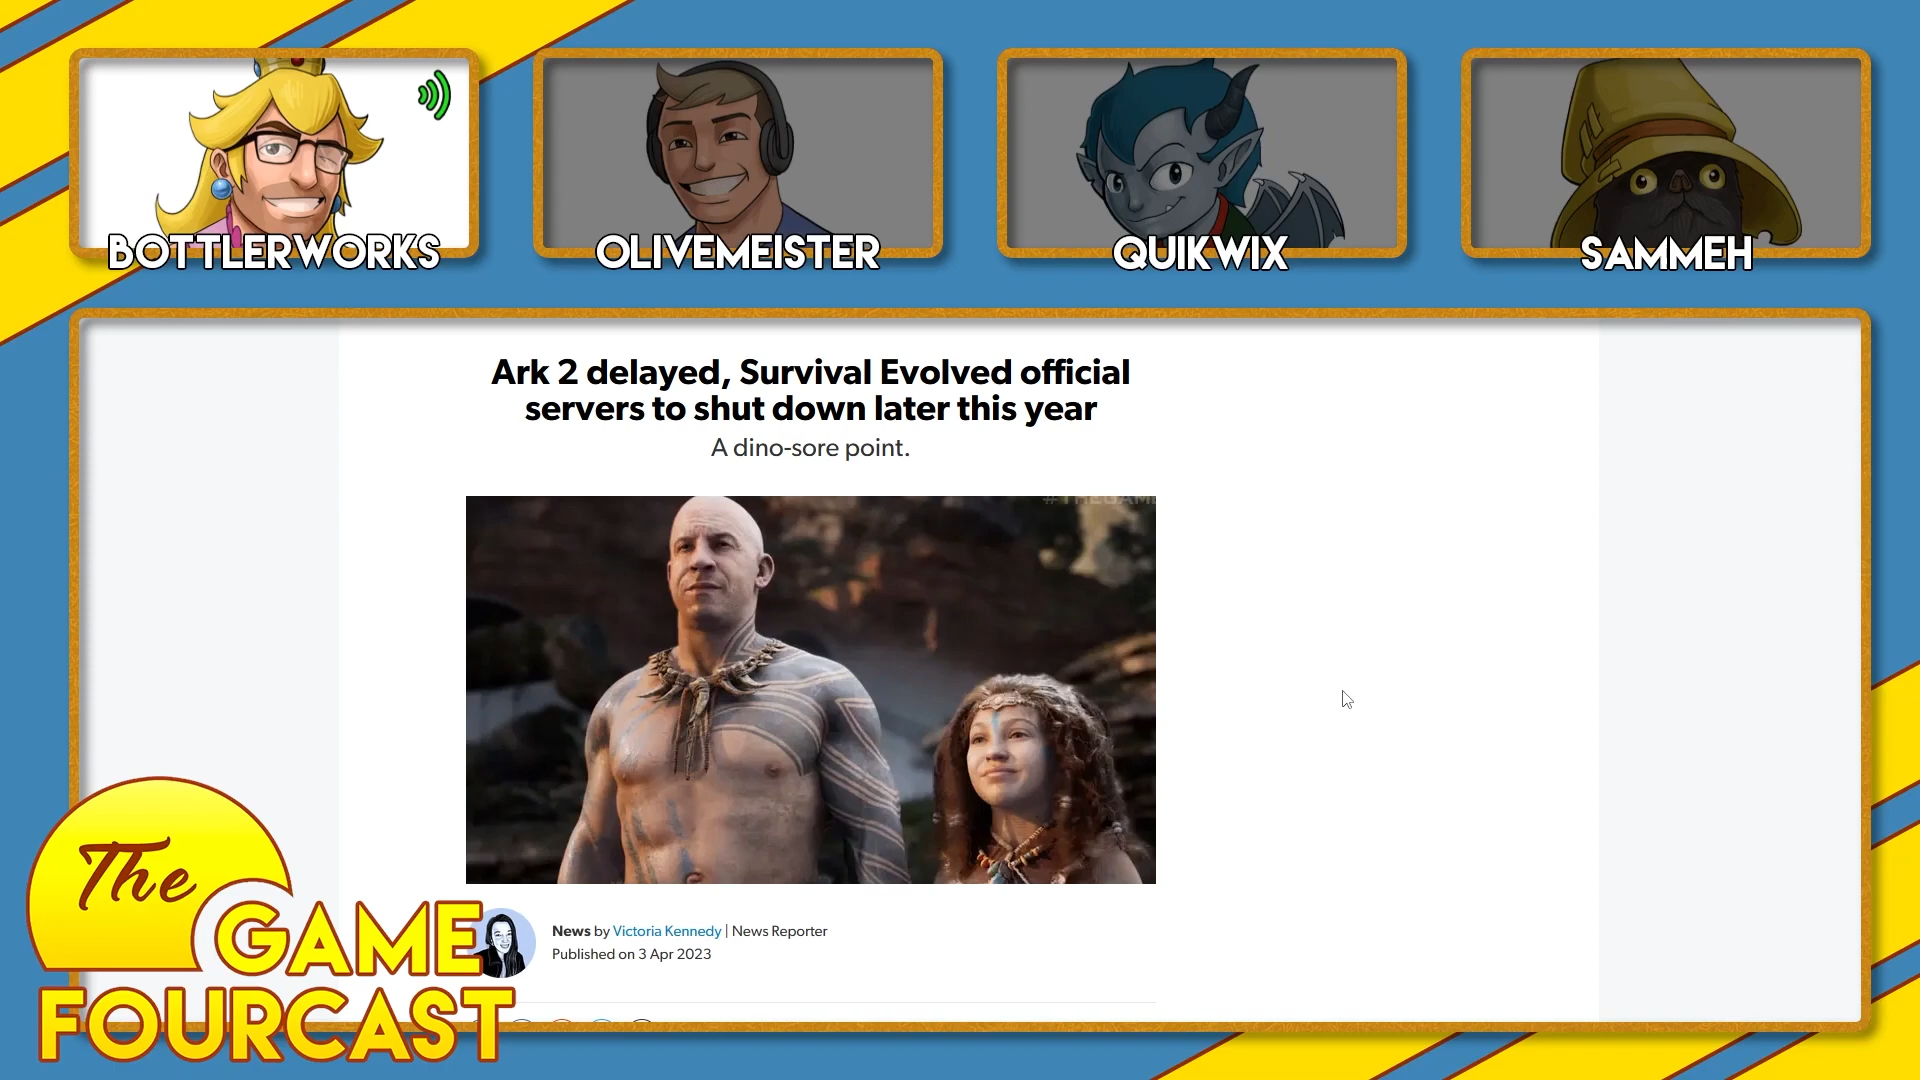 BOTTLERWORKS
OLIVEMEISTER
QUIKWIX
SAMMEH
Ark 2 delayed, Survival Evolved official
servers to shut down later this year
A dino-sore point.
News by Victoria Kennedy | News Reporter
Published on 3 Apr 2023
The
GAME
FOURCAST